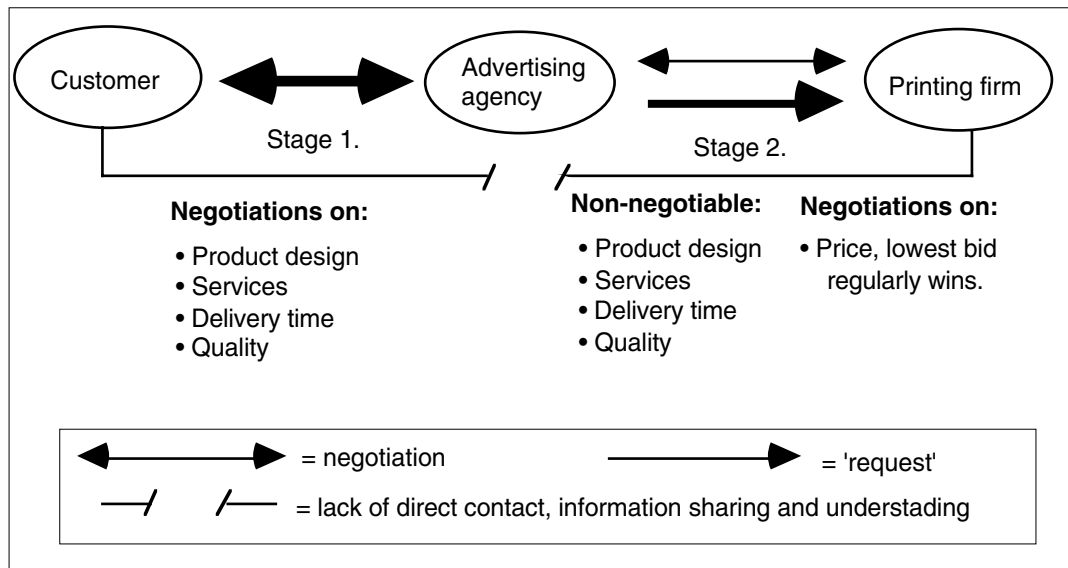 Customer
Advertising
agency
Printing firm
Stage 1.
Stage 2.
Negotiations on:
• Product design
• Services
• Delivery time
• Quality
Non-negotiable:
• Product design
• Services
• Delivery time
• Quality
Negotiations on:
• Price, lowest bid
regularly wins.
= negotiation
= 'request'
= lack of direct contact, information sharing and understading